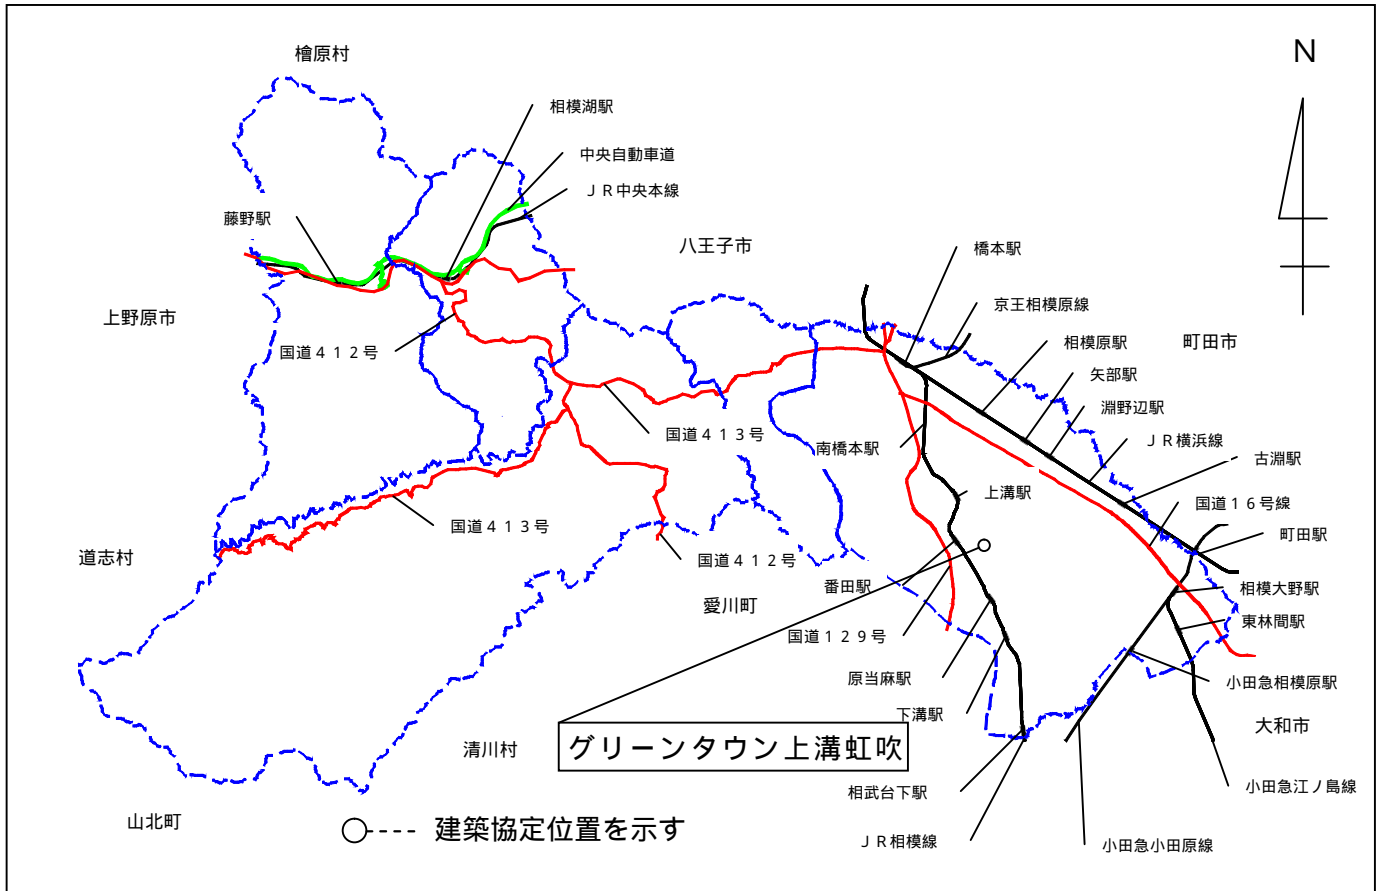 檜原村
N
相模湖駅
中央自動車道
ＪＲ中央本線
藤野駅
八王子市
橋本駅
京王相模原線
上野原市
相模原駅
町田市
国道４１２号
矢部駅
淵野辺駅
国道４１３号
南橋本駅
ＪＲ横浜線
古淵駅
上溝駅
国道１６号線
国道４１３号
町田駅
道志村
国道４１２号
番田駅
相模大野駅
愛川町
東林間駅
国道１２９号
原当麻駅
小田急相模原駅
下溝駅
大和市
清川村
グリーンタウン上溝虹吹
相武台下駅
小田急江ノ島線
山北町
建築協定位置を示す
ＪＲ相模線
小田急小田原線